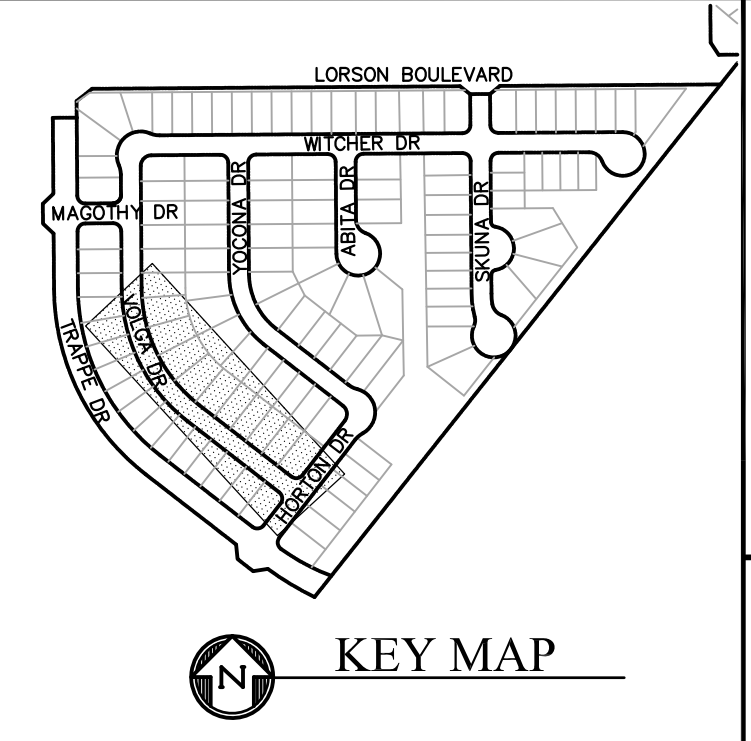 LORSON BOULEVARD
WITCHER DR
MAGOTHY DR
YOCONA DR
ABITA DR
SKUNA DR
VOLGA DR
TRAPPE DR
HORTON DR
N
KEY MAP